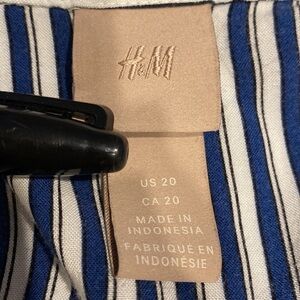 H&M
US 20
CA 20
MADE IN
INDONESIA
FABRIQUÉ EN
INDONÉSIE